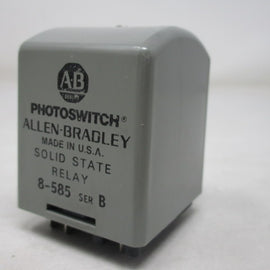 AB
PHOTOSWITCH®
ALLEN-BRADLEY
MADE IN U.S.A.
SOLID STATE
RELAY
8-585 SER B